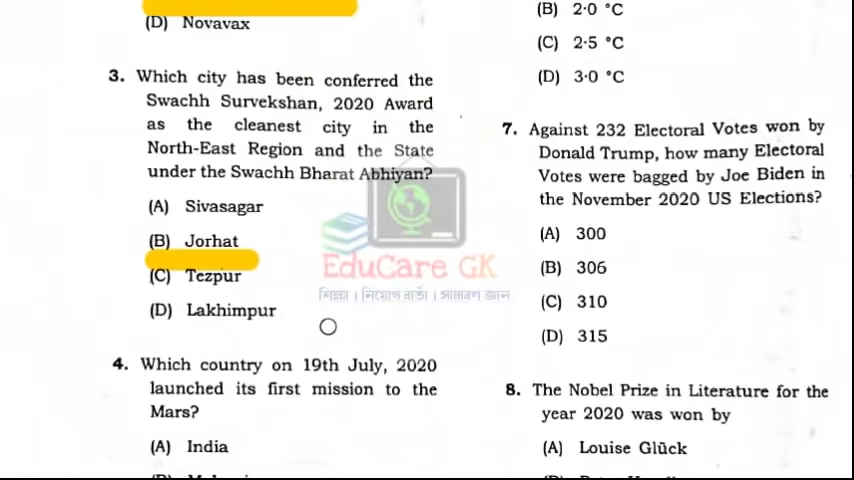 (D) Novavax
3. Which city has been conferred the
Swachh Survekshan, 2020 Award
as the cleanest city in the
North-East Region and the State
under the Swachh Bharat Abhiyan?
(A) Sivasagar
(B) Jorhat
(C) Tezpur
(D) Lakhimpur
4. Which country on 19th July, 2020
launched its first mission to the
Mars?
(A) India
(B) 2·0 °C
(C) 2·5 °C
(D) 3·0 °C
7. Against 232 Electoral Votes won by
Donald Trump, how many Electoral
Votes were bagged by Joe Biden in
the November 2020 US Elections?
(A) 300
(B) 306
(C) 310
(D) 315
8. The Nobel Prize in Literature for the
year 2020 was won by
(A) Louise Glück
EduCare GK
শিক্ষা | নিয়োগ বাৰ্তা | সাধাৰণ জ্ঞান